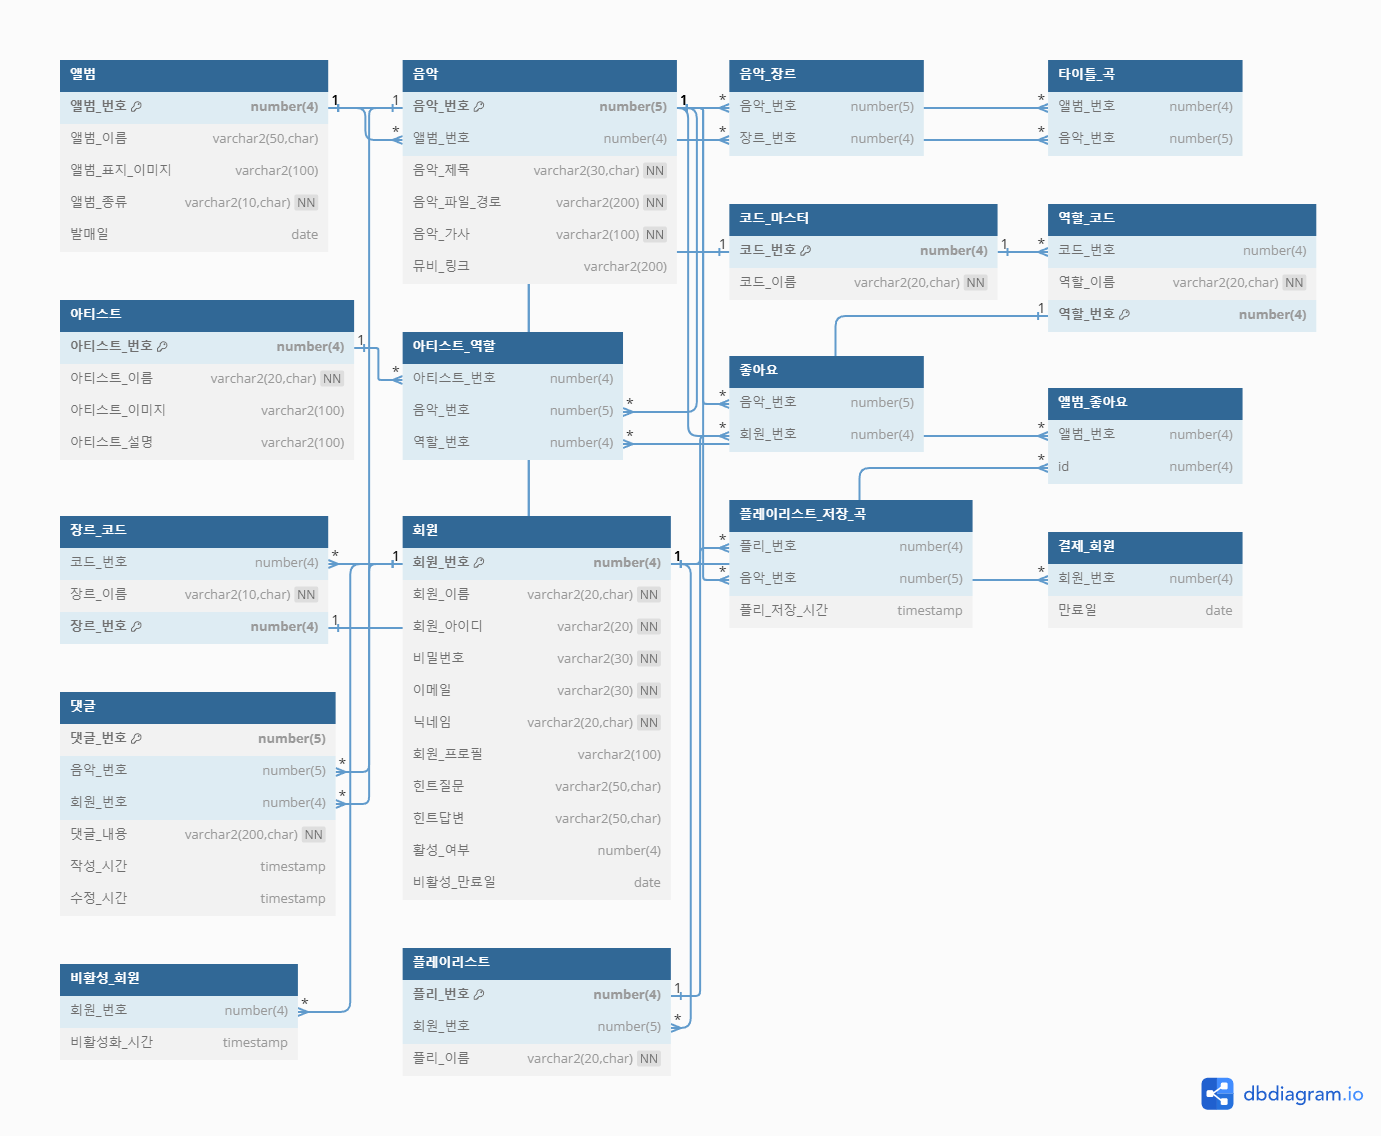 앨범
앨범_번호 number(4)
앨범_이름 varchar2(50,char)
앨범_표지_이미지 varchar2(100)
앨범_종류 varchar2(10,char) NN
발매일 date
음악
음악_번호 number(5)
앨범_번호 number(4)
음악_제목 varchar2(30,char) NN
음악_파일_경로 varchar2(200) NN
음악_가사 varchar2(100) NN
뮤비_링크 varchar2(200)
음악_장르
음악_번호 number(5)
장르_번호 number(4)
타이틀_곡
앨범_번호 number(4)
음악_번호 number(5)
코드_마스터
코드_번호 number(4)
코드_이름 varchar2(20,char) NN
역할_코드
코드_번호 number(4)
역할_이름 varchar2(20,char) NN
역할_번호 number(4)
아티스트
아티스트_번호 number(4)
아티스트_이름 varchar2(20,char) NN
아티스트_이미지 varchar2(100)
아티스트_설명 varchar2(100)
아티스트_역할
아티스트_번호 number(4)
음악_번호 number(5)
역할_번호 number(4)
좋아요
음악_번호 number(5)
회원_번호 number(4)
앨범_좋아요
앨범_번호 number(4)
id number(4)
장르_코드
코드_번호 number(4)
장르_이름 varchar2(10,char) NN
장르_번호 number(4)
회원
회원_번호 number(4)
회원_이름 varchar2(20,char) NN
회원_아이디 varchar2(20) NN
비밀번호 varchar2(30) NN
이메일 varchar2(30) NN
닉네임 varchar2(20,char) NN
회원_프로필 varchar2(100)
힌트질문 varchar2(50,char)
힌트답변 varchar2(50,char)
활성_여부 number(4)
비활성_만료일 date
플레이리스트_저장_곡
플리_번호 number(4)
음악_번호 number(5)
플리_저장_시간 timestamp
결제_회원
회원_번호 number(4)
만료일 date
댓글
댓글_번호 number(5)
음악_번호 number(5)
회원_번호 number(4)
댓글_내용 varchar2(200,char) NN
작성_시간 timestamp
수정_시간 timestamp
비활성_회원
회원_번호 number(4)
비활성화_시간 timestamp
플레이리스트
플리_번호 number(4)
회원_번호 number(5)
플리_이름 varchar2(20,char) NN
dbdiagram.io